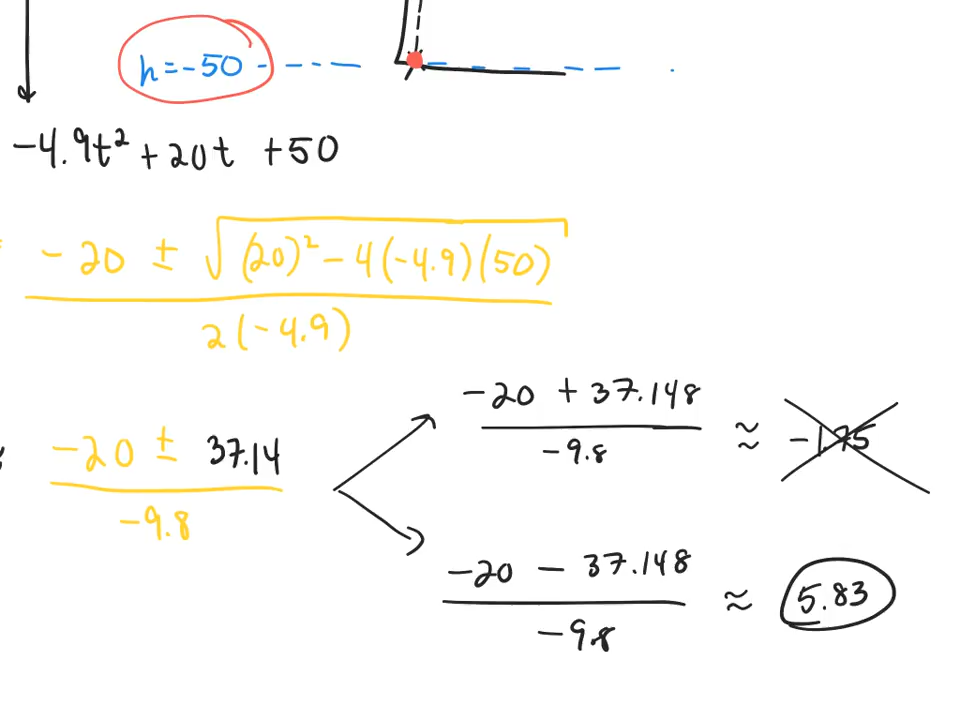 h = -50
-4.9t² + 20t + 50
-20 ± √(20)² - 4(-4.9)(50)
2(-4.9)
-20 + 37.148
-9.8
≈ -1.75
≈ -20 ± 37.14
-9.8
-20 - 37.148
-9.8
≈ 5.83